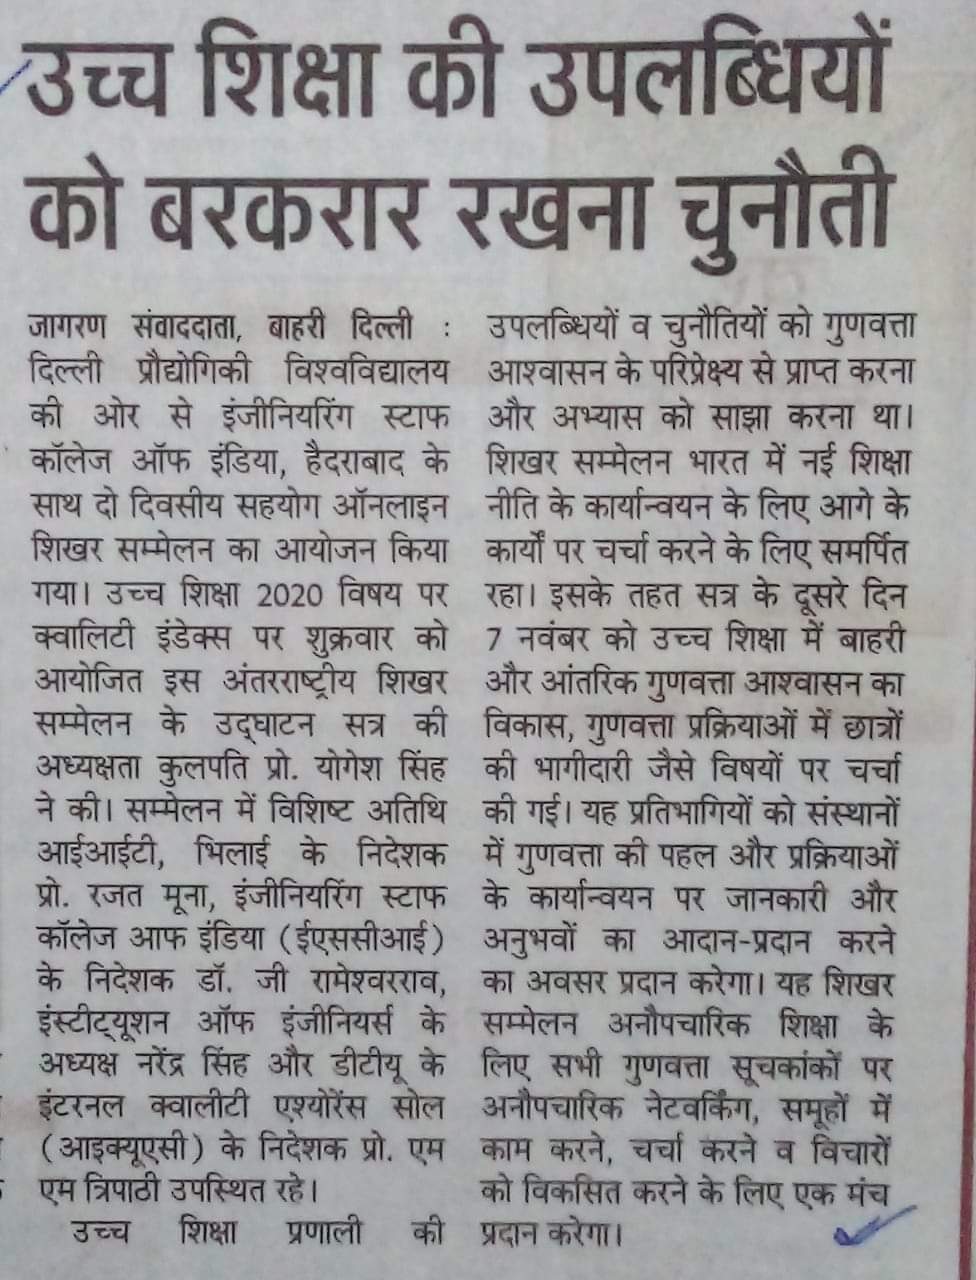 उच्च शिक्षा की उपलब्धियों
को बरकरार रखना चुनौती
जागरण संवाददाता, बाहरी दिल्ली :
दिल्ली प्रौद्योगिकी विश्वविद्यालय
की ओर से इंजीनियरिंग स्टाफ
कॉलेज ऑफ इंडिया, हैदराबाद के
साथ दो दिवसीय सहयोग ऑनलाइन
शिखर सम्मेलन का आयोजन किया
गया। उच्च शिक्षा 2020 विषय पर
क्वालिटी इंडेक्स पर शुक्रवार को
आयोजित इस अंतरराष्ट्रीय शिखर
सम्मेलन के उद्घाटन सत्र की
अध्यक्षता कुलपति प्रो. योगेश सिंह
ने की। सम्मेलन में विशिष्ट अतिथि
आईआईटी, भिलाई के निदेशक
प्रो. रजत मूना, इंजीनियरिंग स्टाफ
कॉलेज आफ इंडिया (ईएससीआई)
के निदेशक डॉ. जी रामेश्वरराव,
इंस्टीट्यूशन ऑफ इंजीनियर्स के
अध्यक्ष नरेंद्र सिंह और डीटीयू के
इंटरनल क्वालीटी एश्योरेंस सोल
(आइक्यूएसी) के निदेशक प्रो. एम
एम त्रिपाठी उपस्थित रहे।
उच्च शिक्षा प्रणाली की
उपलब्धियों व चुनौतियों को गुणवत्ता
आश्वासन के परिप्रेक्ष्य से प्राप्त करना
और अभ्यास को साझा करना था।
शिखर सम्मेलन भारत में नई शिक्षा
नीति के कार्यान्वयन के लिए आगे के
कार्यों पर चर्चा करने के लिए समर्पित
रहा। इसके तहत सत्र के दूसरे दिन
7 नवंबर को उच्च शिक्षा में बाहरी
और आंतरिक गुणवत्ता आश्वासन का
विकास, गुणवत्ता प्रक्रियाओं में छात्रों
की भागीदारी जैसे विषयों पर चर्चा
की गई। यह प्रतिभागियों को संस्थानों
में गुणवत्ता की पहल और प्रक्रियाओं
के कार्यान्वयन पर जानकारी और
अनुभवों का आदान-प्रदान करने
का अवसर प्रदान करेगा। यह शिखर
सम्मेलन अनौपचारिक शिक्षा के
लिए सभी गुणवत्ता सूचकांकों पर
अनौपचारिक नेटवर्किंग, समूहों में
काम करने, चर्चा करने व विचारों
को विकसित करने के लिए एक मंच
प्रदान करेगा।